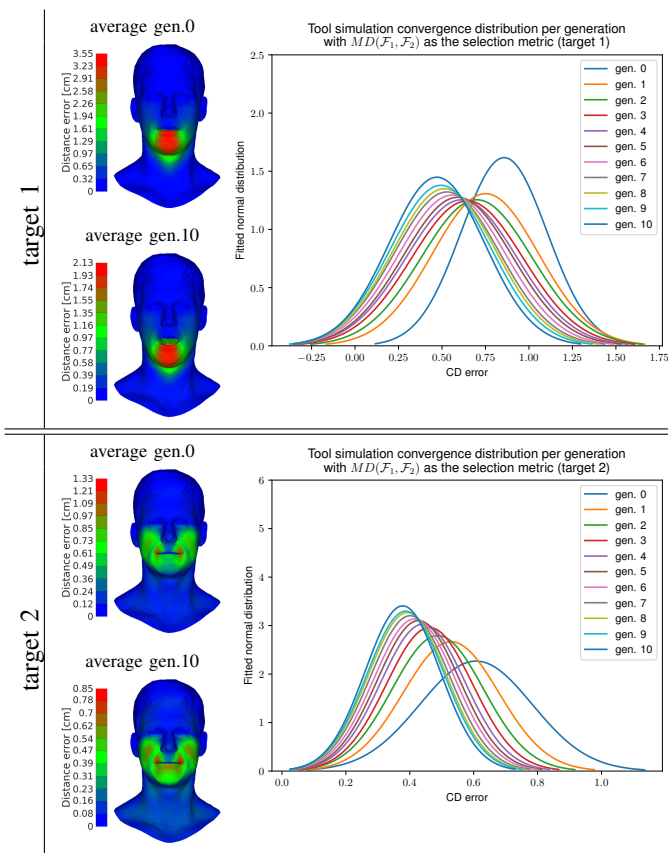 target 1
average gen.0
Distance error [cm]
3.55
3.23
2.91
2.58
2.26
1.94
1.61
1.29
0.97
0.65
0.32
0
average gen.10
Distance error [cm]
2.13
1.93
1.74
1.55
1.35
1.16
0.97
0.77
0.58
0.39
0.19
0
Tool simulation convergence distribution per generation
with MD(F₁, F₂) as the selection metric (target 1)
Fitted normal distribution
2.5
2.0
1.5
1.0
0.5
0.0
−0.25 0.00 0.25 0.50 0.75 1.00 1.25 1.50 1.75
CD error
gen. 0
gen. 1
gen. 2
gen. 3
gen. 4
gen. 5
gen. 6
gen. 7
gen. 8
gen. 9
gen. 10
target 2
average gen.0
Distance error [cm]
1.33
1.21
1.09
0.97
0.85
0.73
0.61
0.49
0.36
0.24
0.12
0
average gen.10
Distance error [cm]
0.85
0.78
0.7
0.62
0.54
0.47
0.39
0.31
0.23
0.16
0.08
0
Tool simulation convergence distribution per generation
with MD(F₁, F₂) as the selection metric (target 2)
Fitted normal distribution
6
5
4
3
2
1
0
0.0 0.2 0.4 0.6 0.8 1.0
CD error
gen. 0
gen. 1
gen. 2
gen. 3
gen. 4
gen. 5
gen. 6
gen. 7
gen. 8
gen. 9
gen. 10